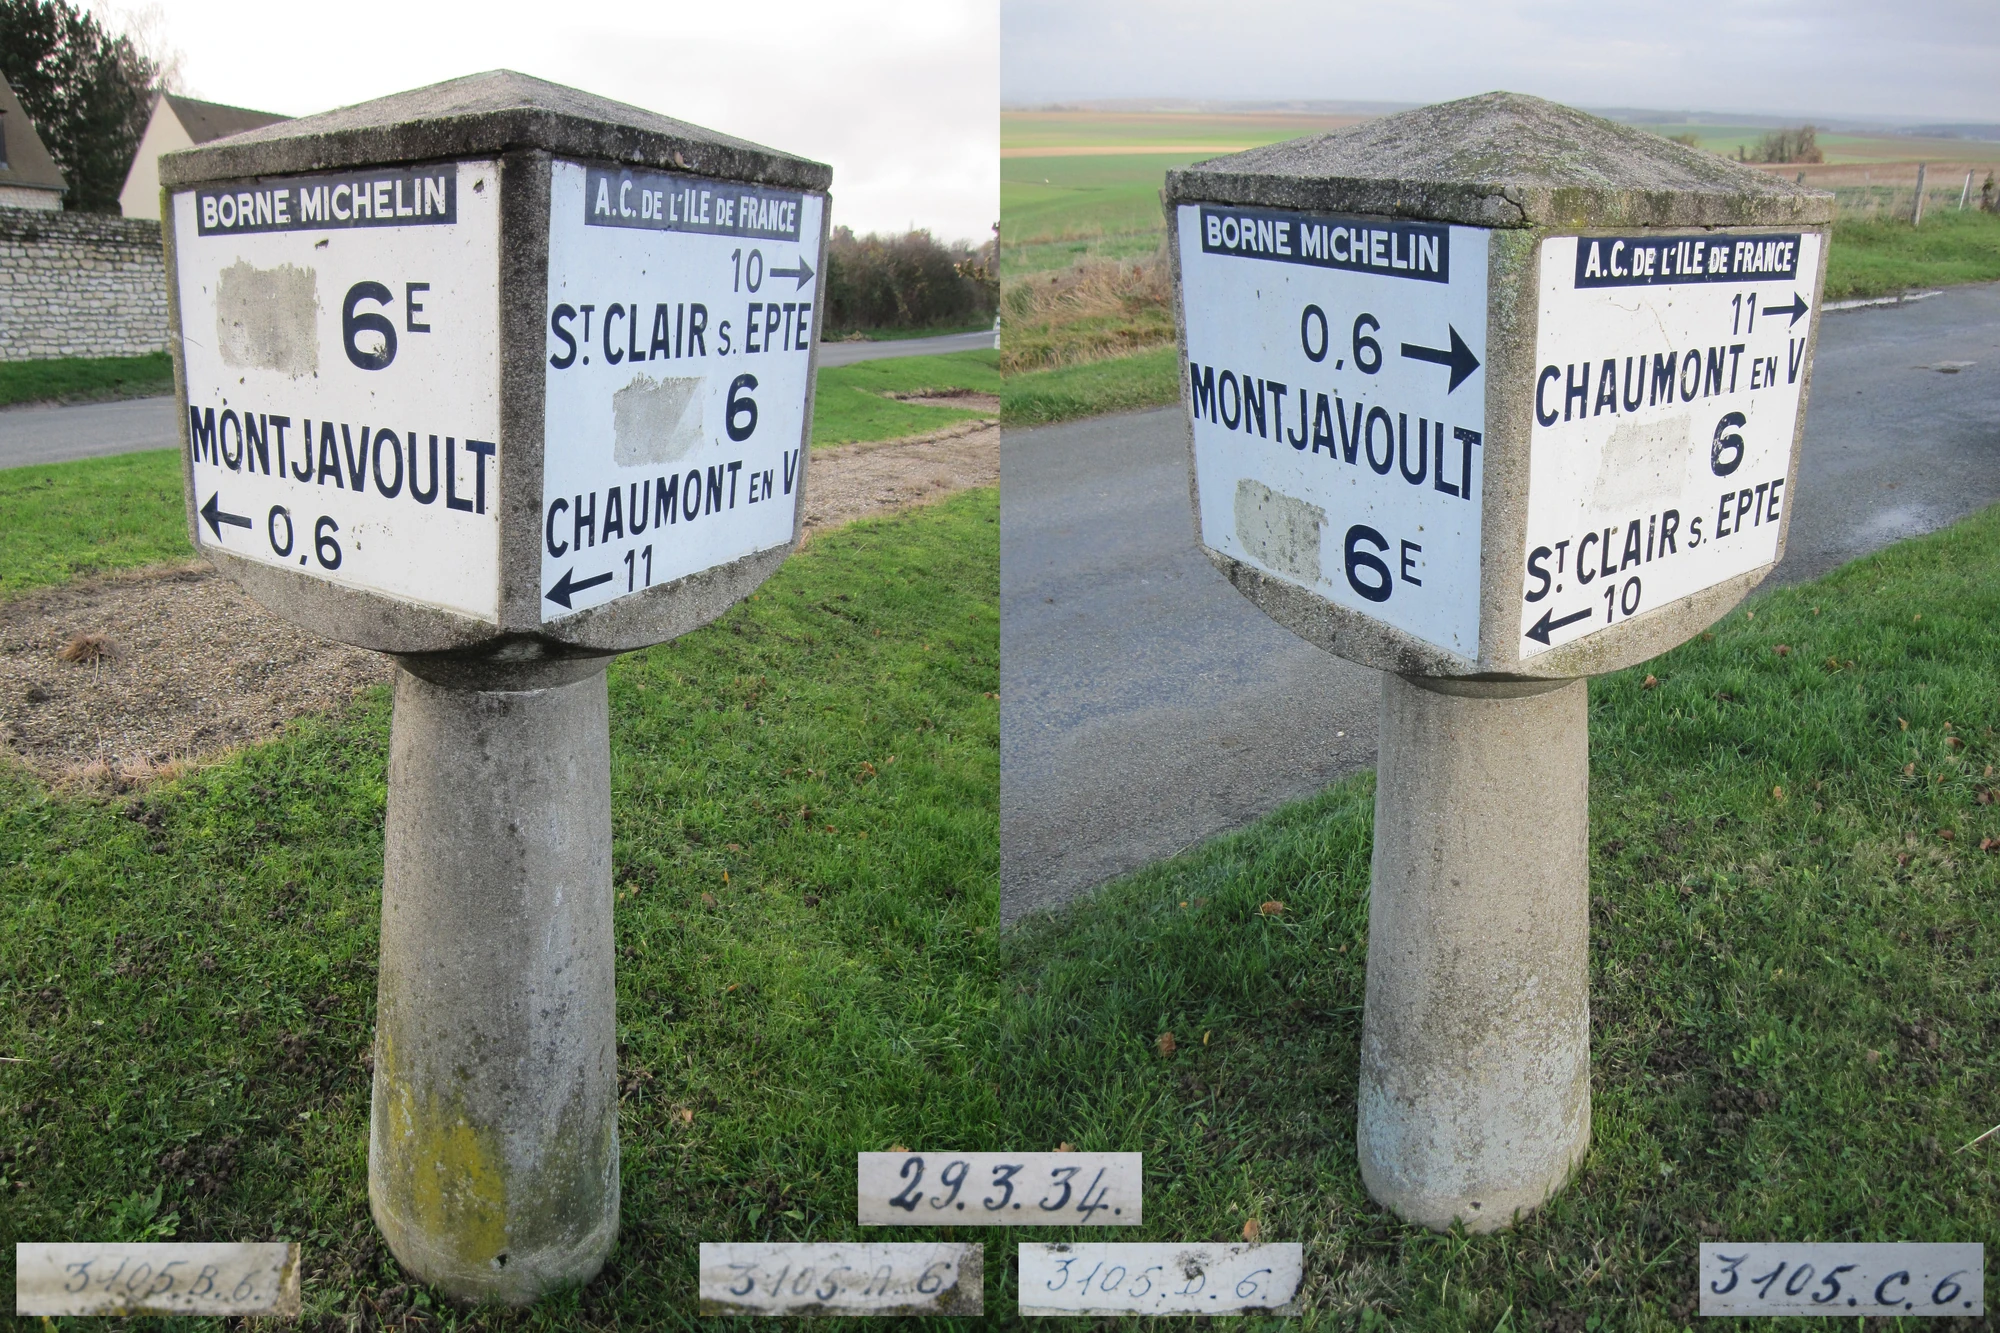 BORNE MICHELIN
6E
MONTJAVOULT
← 0,6
A.C. DE L'ILE DE FRANCE
10 →
ST CLAIR S. EPTE
6
CHAUMONT EN V
← 11
BORNE MICHELIN
0,6 →
MONTJAVOULT
6E
A.C. DE L'ILE DE FRANCE
11 →
CHAUMONT EN V
6
ST CLAIR S. EPTE
← 10
29.3.34.
3105.B.6.
3105.A.6
3105.D.6.
3105.C.6.